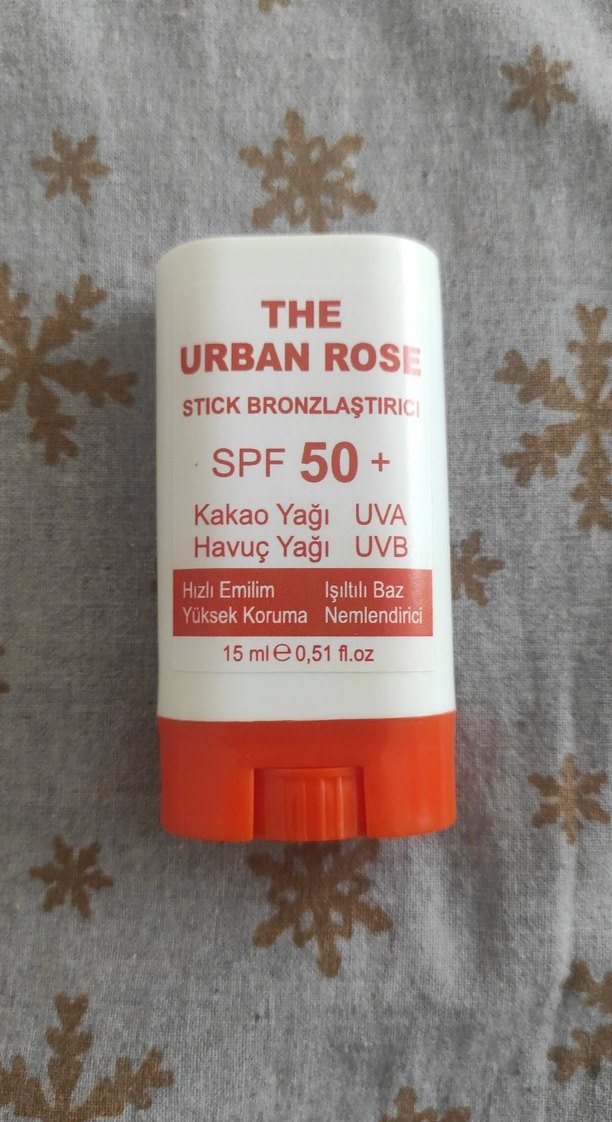 THE
URBAN ROSE
STICK BRONZLAŞTIRICI
SPF 50 +
Kakao Yağı UVA
Havuç Yağı UVB
Hızlı Emilim Işıltılı Baz
Yüksek Koruma Nemlendirici
15 ml ℮ 0,51 fl.oz